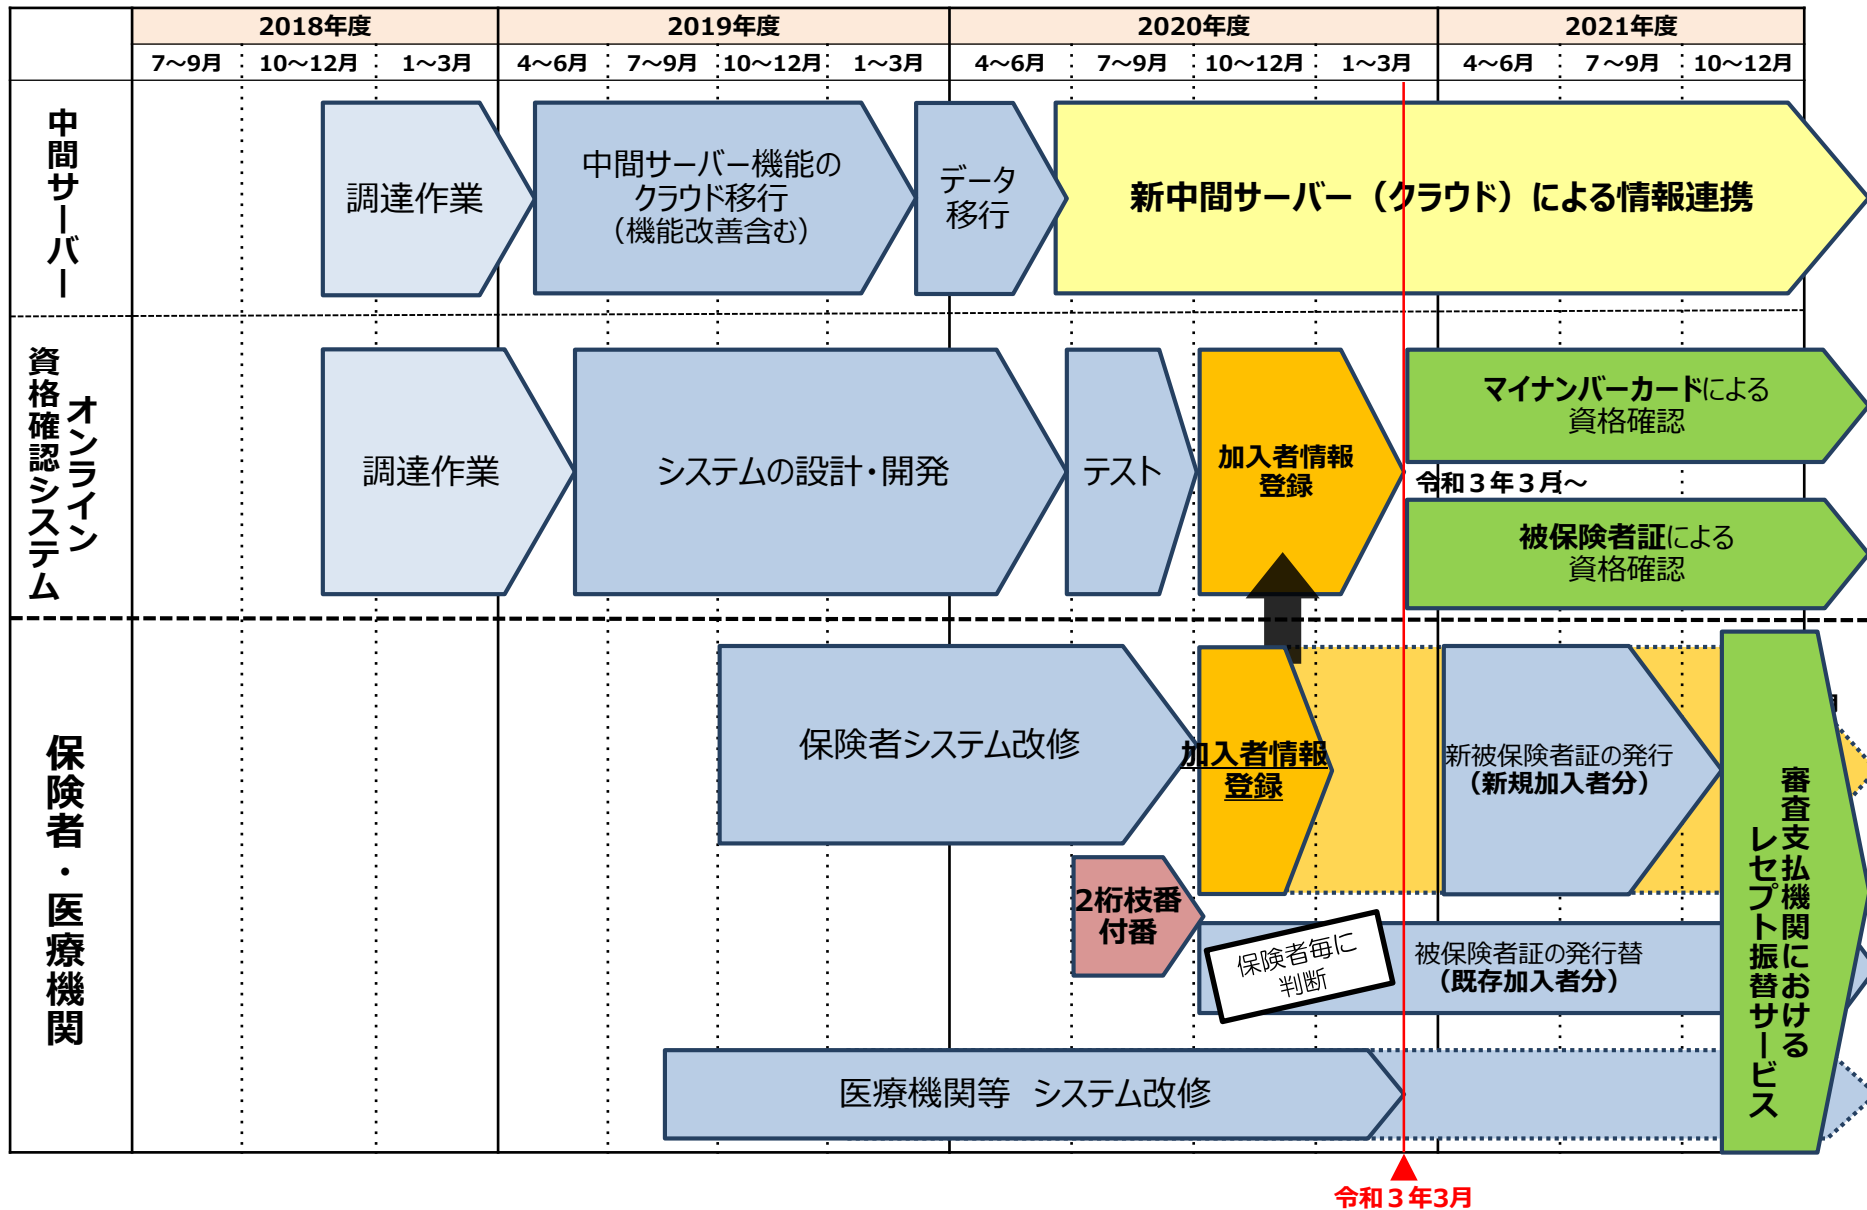 2018年度 2019年度 2020年度 2021年度
7～9月 10～12月 1～3月 4～6月 7～9月 10～12月 1～3月 4～6月 7～9月 10～12月 1～3月 4～6月 7～9月 10～12月
中間サーバー
調達作業
中間サーバー機能の
クラウド移行
（機能改善含む）
データ
移行
新中間サーバー（クラウド）による情報連携
オンライン
資格確認システム
調達作業
システムの設計・開発
テスト
加入者情報
登録
マイナンバーカードによる
資格確認
令和３年３月～
被保険者証による
資格確認
保険者・医療機関
保険者システム改修
加入者情報
登録
新被保険者証の発行
（新規加入者分）
2桁枝番
付番
保険者毎に
判断
被保険者証の発行替
（既存加入者分）
審査支払機関における
レセプト振替サービス
医療機関等　システム改修
令和３年3月